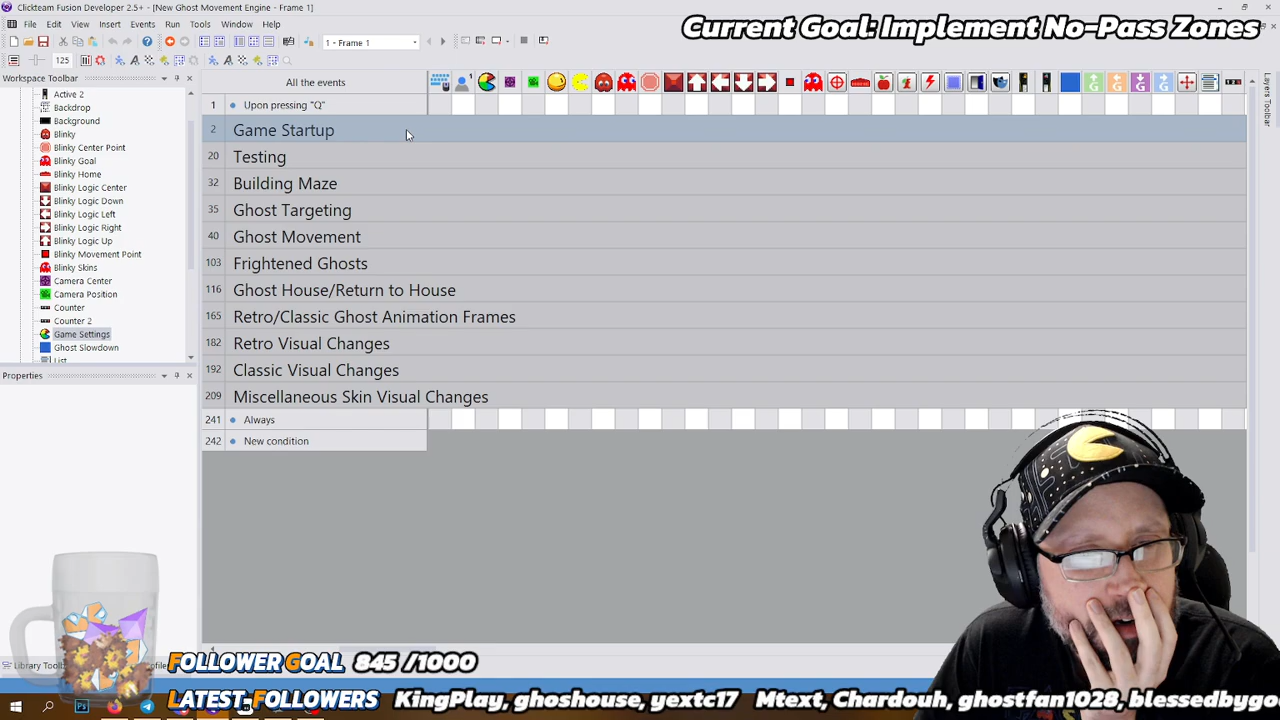 Clickteam Fusion Developer 2.5+ - [New Ghost Movement Engine - Frame 1]
Current Goal: Implement No-Pass Zones
File Edit View Insert Events Run Tools Window Help
1 - Frame 1
125
Workspace Toolbar
All the events
Layers Toolbar
Active 2
Backdrop
Background
Blinky
Blinky Center Point
Blinky Goal
Blinky Home
Blinky Logic Center
Blinky Logic Down
Blinky Logic Left
Blinky Logic Right
Blinky Logic Up
Blinky Movement Point
Blinky Skins
Camera Center
Camera Position
Counter
Counter 2
Game Settings
Ghost Slowdown
List
Properties
1 Upon pressing "Q"
2 Game Startup
20 Testing
32 Building Maze
35 Ghost Targeting
40 Ghost Movement
103 Frightened Ghosts
116 Ghost House/Return to House
165 Retro/Classic Ghost Animation Frames
182 Retro Visual Changes
192 Classic Visual Changes
209 Miscellaneous Skin Visual Changes
241 Always
242 New condition
Library
Follower Goal 845 /1000
Latest Followers KingPlay, ghoshouse, yextc17 Mtext, Chardouh, ghostfan1028, blessedbygo